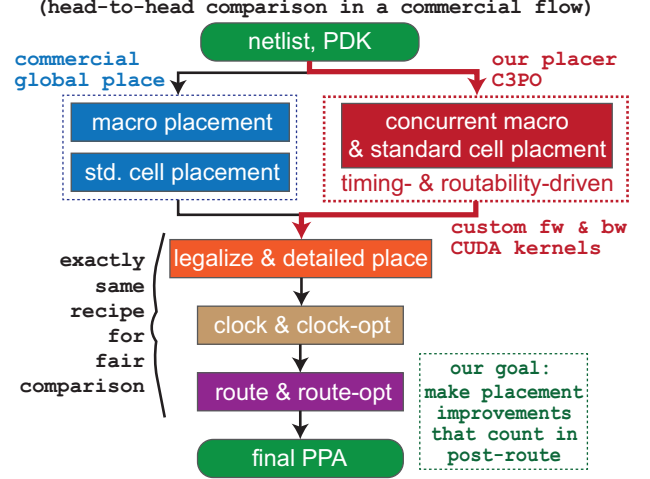 (head-to-head comparison in a commercial flow)
netlist, PDK
commercial
global place
our placer
C3PO
macro placement
std. cell placement
concurrent macro
& standard cell placment
timing- & routability-driven
custom fw & bw
CUDA kernels
exactly
same
recipe
for
fair
comparison
legalize & detailed place
clock & clock-opt
route & route-opt
final PPA
our goal:
make placement
improvements
that count in
post-route